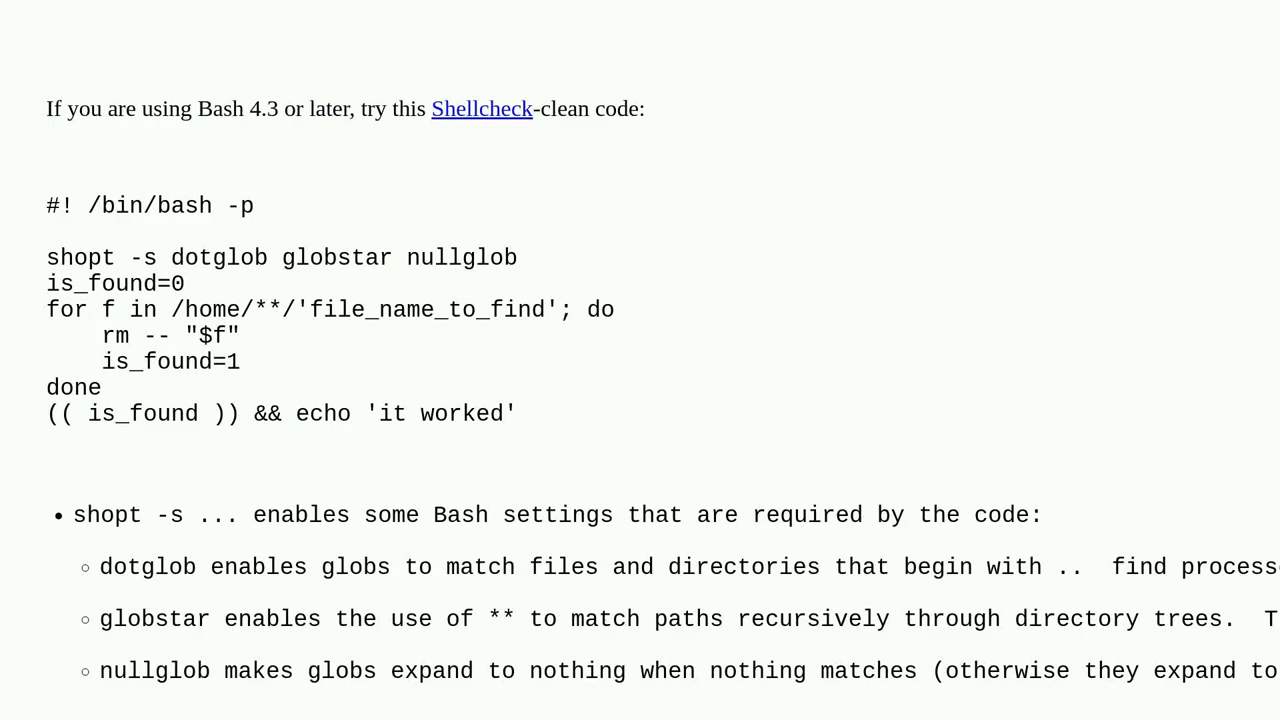 If you are using Bash 4.3 or later, try this Shellcheck-clean code:
#! /bin/bash -p
shopt -s dotglob globstar nullglob
is_found=0
for f in /home/**/'file_name_to_find'; do
    rm -- "$f"
    is_found=1
done
(( is_found )) && echo 'it worked'
• shopt -s ... enables some Bash settings that are required by the code:
◦ dotglob enables globs to match files and directories that begin with ..  find
◦ globstar enables the use of ** to match paths recursively through directory trees.
◦ nullglob makes globs expand to nothing when nothing matches (otherwise they expand to